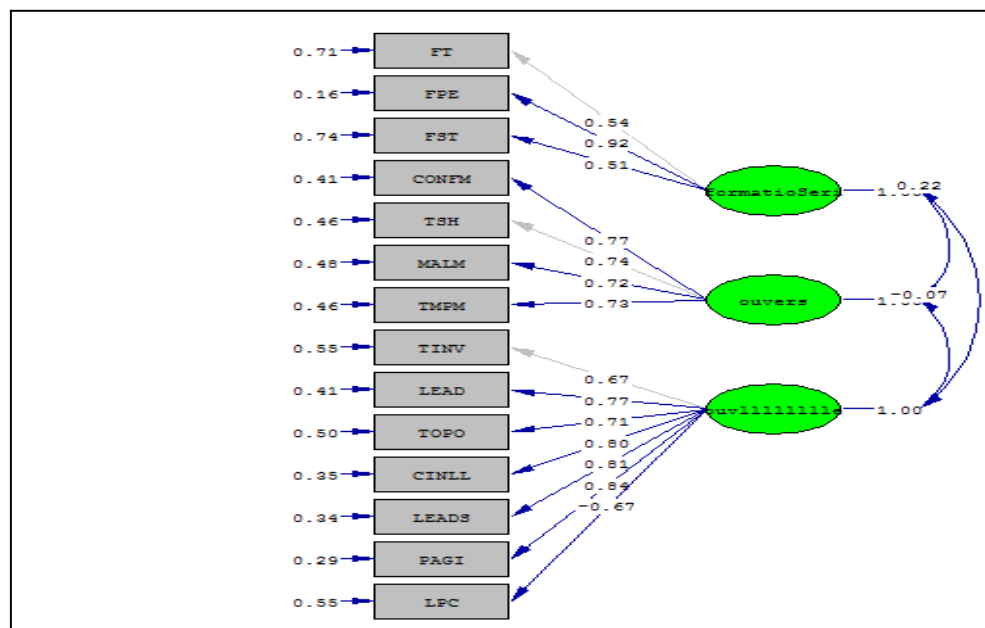 0.71 FT
0.16 FPE
0.74 FST
0.41 CONFM
0.46 TSH
0.48 MALM
0.46 TMPM
0.55 TINV
0.41 LEAD
0.50 TOPO
0.35 CINLL
0.34 LEADS
0.29 PAGI
0.55 LPC
0.54
0.92
0.51
0.77
0.74
0.72
0.73
0.67
0.77
0.71
0.80
0.81
0.84
-0.67
0.22
ouvers
-0.07
1.00